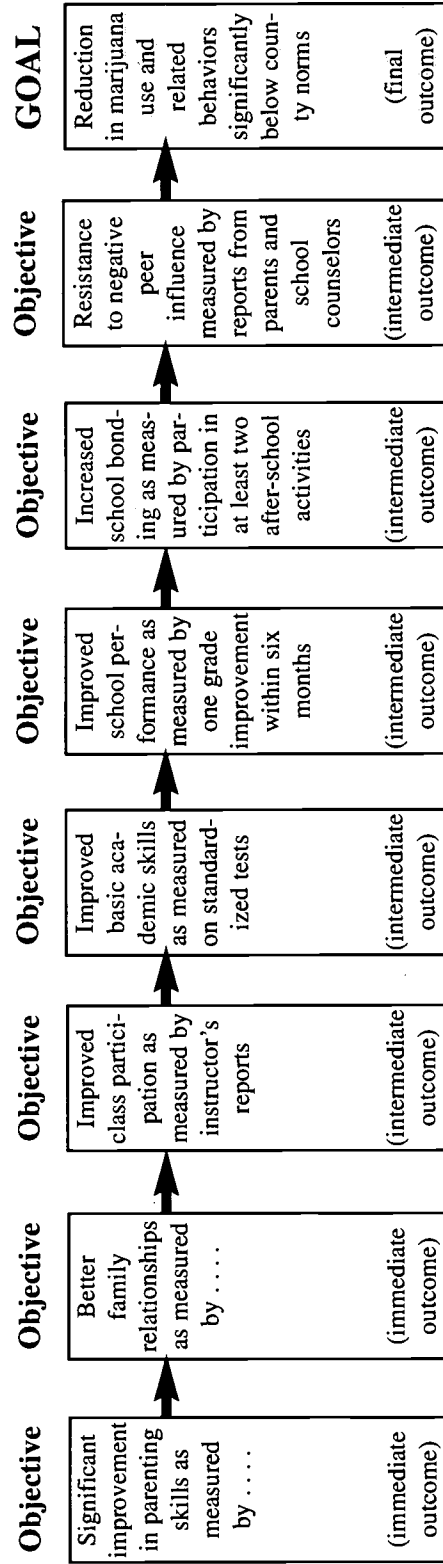 Objective
Significant
improvement
in parenting
skills as
measured
by . . . .
(immediate
outcome)
Objective
Better
family
relationships
as measured
by . . . .
(immediate
outcome)
Objective
Improved
class partici-
pation as
measured by
instructor's
reports
(intermediate
outcome)
Objective
Improved
basic aca-
demic skills
as measured
on standard-
ized tests
(intermediate
outcome)
Objective
Improved
school per-
formance as
measured by
one grade
improvement
within six
months
(intermediate
outcome)
Objective
Increased
school bond-
ing as meas-
ured by par-
ticipation in
at least two
after-school
activities
(intermediate
outcome)
Objective
Resistance
to negative
peer
influence
measured by
reports from
parents and
school
counselors
(intermediate
outcome)
GOAL
Reduction
in marijuana
use and
related
behaviors
significantly
below coun-
ty norms
(final
outcome)